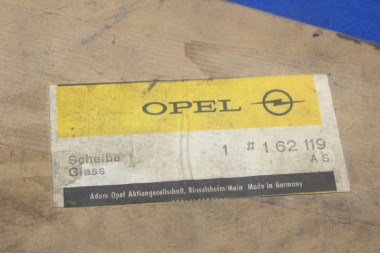 OPEL
Scheibe 1 # 1 62 119
Glass A S
Adam Opel Aktiengesellschaft, Rüsselsheim/Main Made in Germany